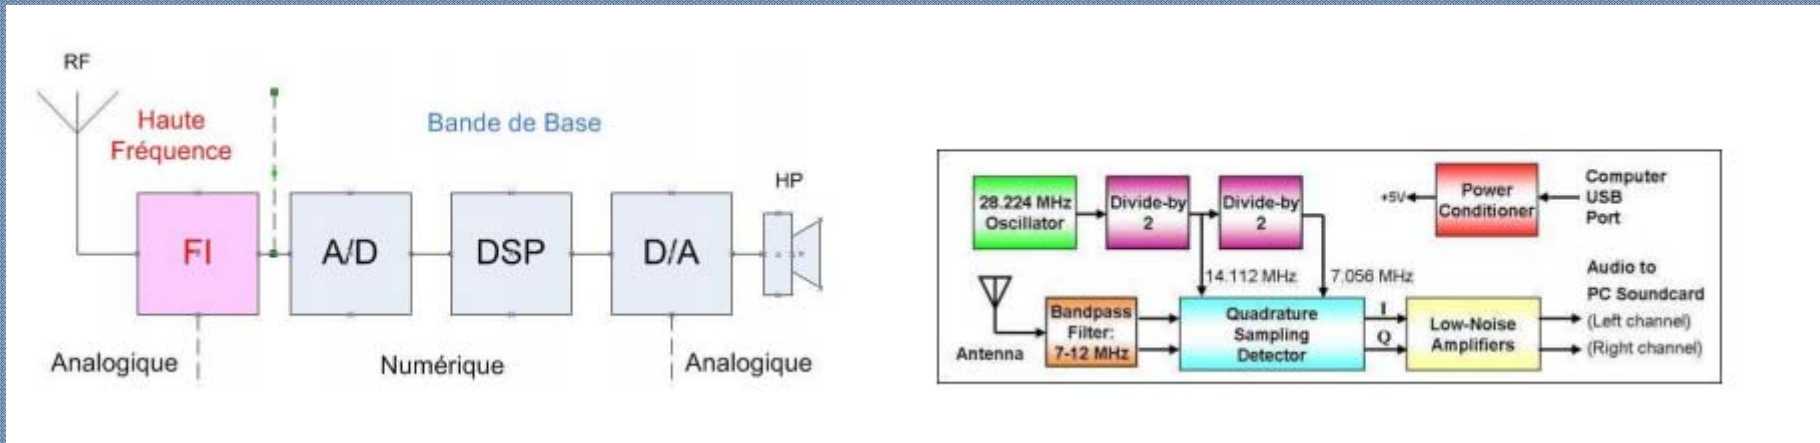 RF
Haute
Fréquence
Bande de Base
HP
FI
A/D
DSP
D/A
Analogique
Numérique
Analogique
28.224 MHz
Oscillator
Divide-by
2
Divide-by
2
+5V
Power
Conditioner
Computer
USB
Port
14.112 MHz
7.056 MHz
Antenna
Bandpass
Filter:
7-12 MHz
Quadrature
Sampling
Detector
I
Q
Low-Noise
Amplifiers
Audio to
PC Soundcard
(Left channel)
(Right channel)